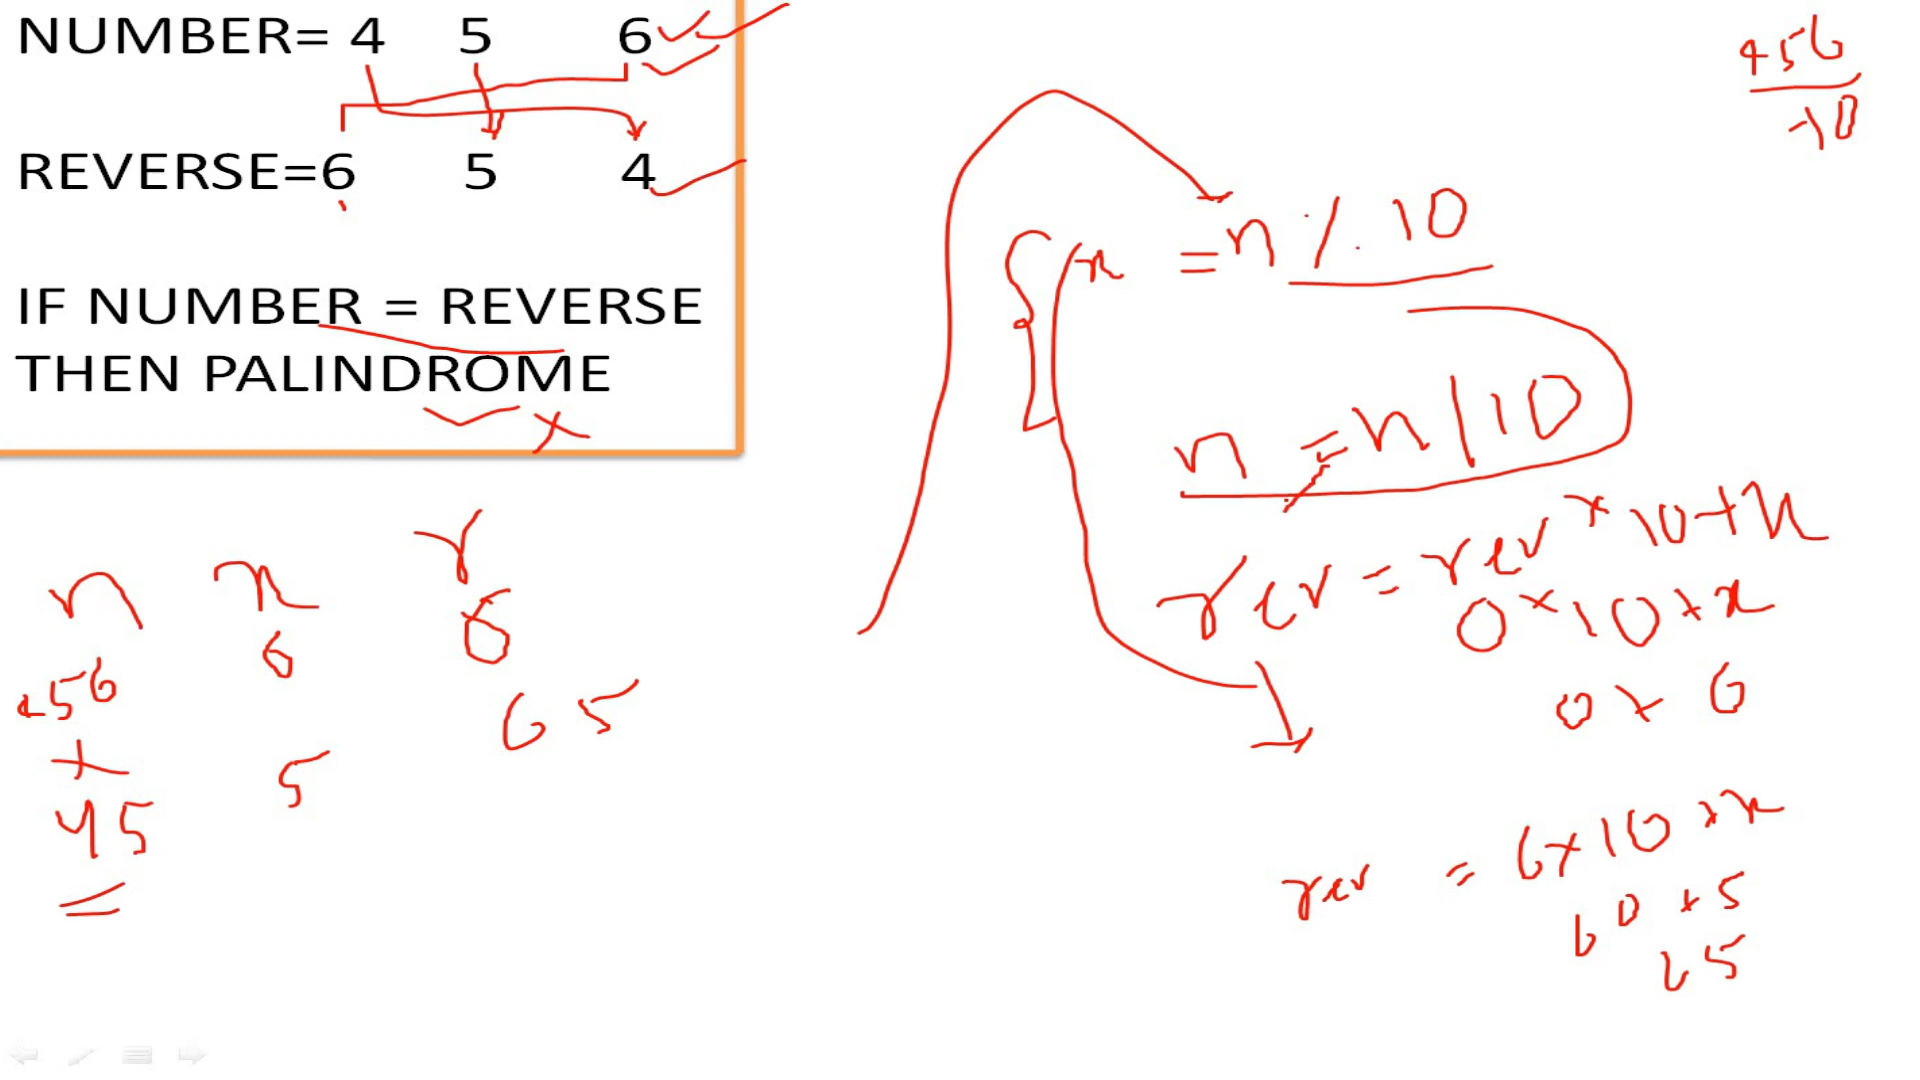 NUMBER= 4 5 6
REVERSE=6 5 4
IF NUMBER = REVERSE
THEN PALINDROME
456
10
x = n % 10
n = n/10
rev = rev * 10 + x
0 * 10 + x
0 + 6
rev = 6 x 10 + x
60 + 5
65
n x r
456 6 6
45 5 65